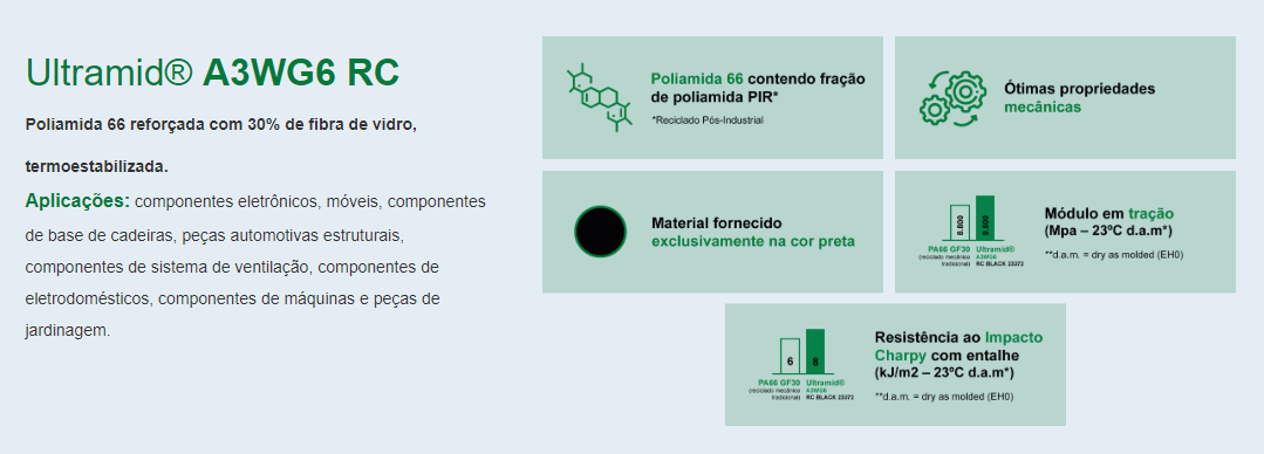 Ultramid® A3WG6 RC
Poliamida 66 reforçada com 30% de fibra de vidro,
termoestabilizada.
Aplicações: componentes eletrônicos, móveis, componentes
de base de cadeiras, peças automotivas estruturais,
componentes de sistema de ventilação, componentes de
eletrodomésticos, componentes de máquinas e peças de
jardinagem.
Poliamida 66 contendo fração
de poliamida PIR*
*Reciclado Pós-Industrial
Ótimas propriedades
mecânicas
Material fornecido
exclusivamente na cor preta
8.800
9.600
PA66 GF30
(reciclado mecânico
tradicional)
Ultramid®
A3WG6
RC BLACK 23372
Módulo em tração
(Mpa – 23ºC d.a.m*)
**d.a.m. = dry as molded (EH0)
6
8
PA66 GF30
(reciclado mecânico
tradicional)
Ultramid®
A3WG6
RC BLACK 23372
Resistência ao Impacto
Charpy com entalhe
(kJ/m2 – 23ºC d.a.m*)
**d.a.m. = dry as molded (EH0)